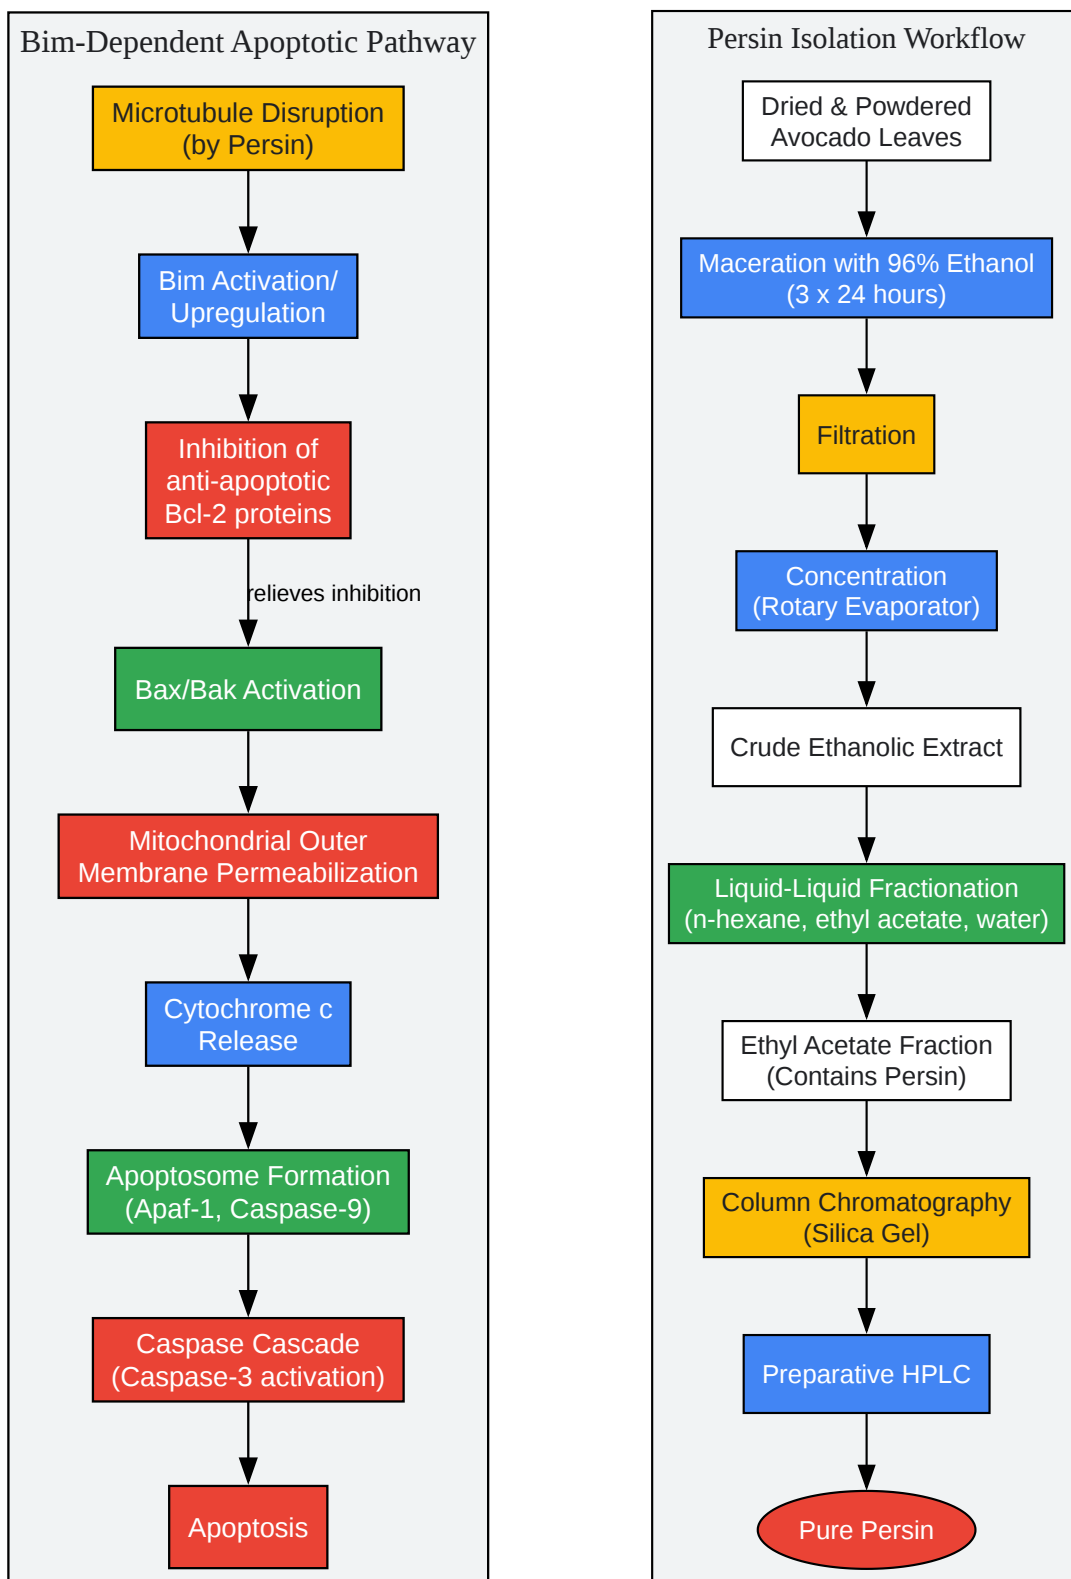 Bim-Dependent Apoptotic Pathway
Microtubule Disruption
(by Persin)
Bim Activation/
Upregulation
Inhibition of
anti-apoptotic
Bcl-2 proteins
relieves inhibition
Bax/Bak Activation
Mitochondrial Outer
Membrane Permeabilization
Cytochrome c
Release
Apoptosome Formation
(Apaf-1, Caspase-9)
Caspase Cascade
(Caspase-3 activation)
Apoptosis
Persin Isolation Workflow
Dried & Powdered
Avocado Leaves
Maceration with 96% Ethanol
(3 x 24 hours)
Filtration
Concentration
(Rotary Evaporator)
Crude Ethanolic Extract
Liquid-Liquid Fractionation
(n-hexane, ethyl acetate, water)
Ethyl Acetate Fraction
(Contains Persin)
Column Chromatography
(Silica Gel)
Preparative HPLC
Pure Persin